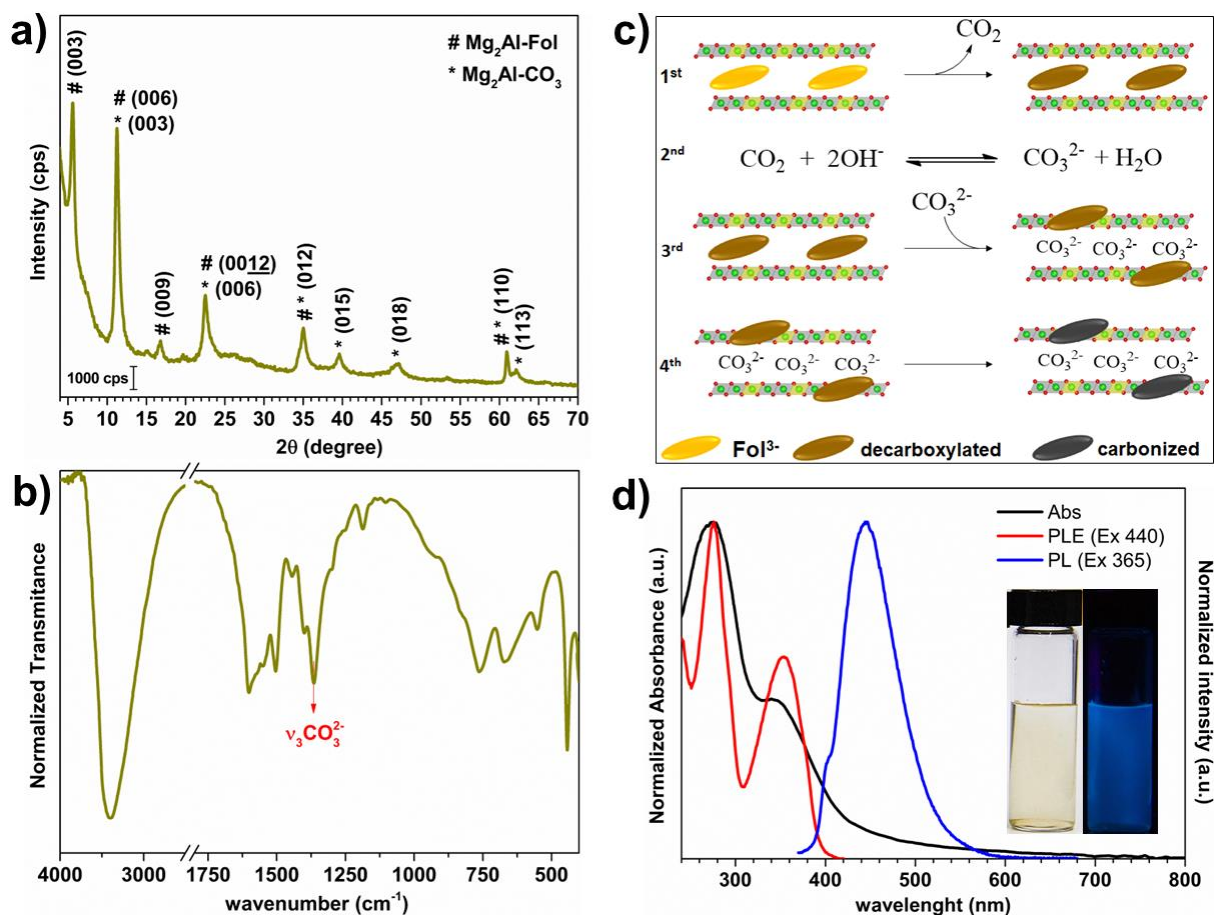 a)
# Mg₂Al-Fol
* Mg₂Al-CO₃
# (003)
# (006)
* (003)
# (009)
# (0012)
* (006)
# * (012)
* (015)
* (018)
# * (110)
* (113)
1000 cps
Intensity (cps)
5 10 15 20 25 30 35 40 45 50 55 60 65 70
2θ (degree)
b)
Normalized Transmitance
ν₃CO₃²⁻
4000 3000 1750 1500 1250 1000 750 500
wavenumber (cm⁻¹)
c)
CO₂
1ˢᵗ
2ⁿᵈ
CO₂ + 2OH⁻ ⇌ CO₃²⁻ + H₂O
CO₃²⁻
3ʳᵈ
CO₃²⁻ CO₃²⁻ CO₃²⁻
4ᵗʰ
CO₃²⁻ CO₃²⁻ CO₃²⁻
CO₃²⁻ CO₃²⁻ CO₃²⁻
Fol³⁻ decarboxylated carbonized
d)
Abs
PLE (Ex 440)
PL (Ex 365)
Normalized Absorbance (a.u.)
Normalized intensity (a.u.)
300 400 500 600 700 800
wavelenght (nm)